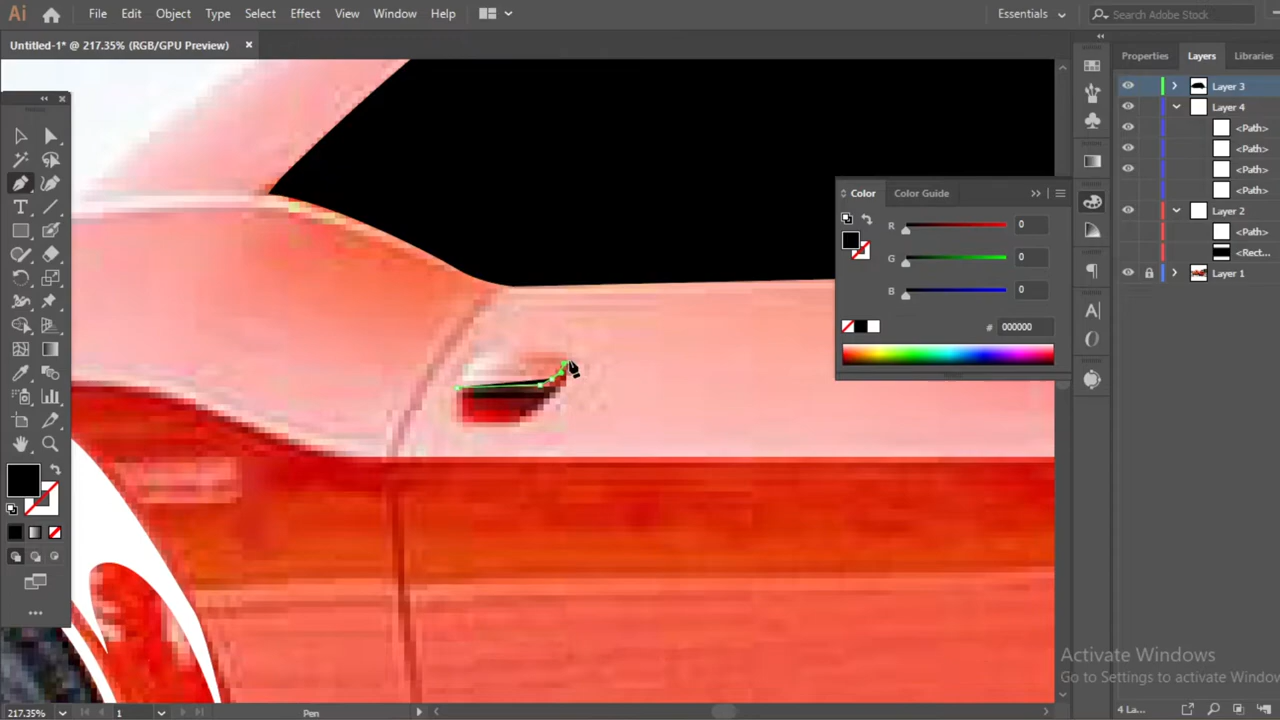 Ai File Edit Object Type Select Effect View Window Help Essentials Search Adobe Stock
Untitled-1* @ 217.35% (RGB/GPU Preview) ×
Properties Layers Libraries
Layer 3
Layer 4
<Path>
<Path>
<Path>
<Path>
Layer 2
<Path>
<Rect...
Layer 1
Color Color Guide
R 0
G 0
B 0
# 000000
Activate Windows
Go to Settings to activate Window
217.35% 1 Pen 4 La...